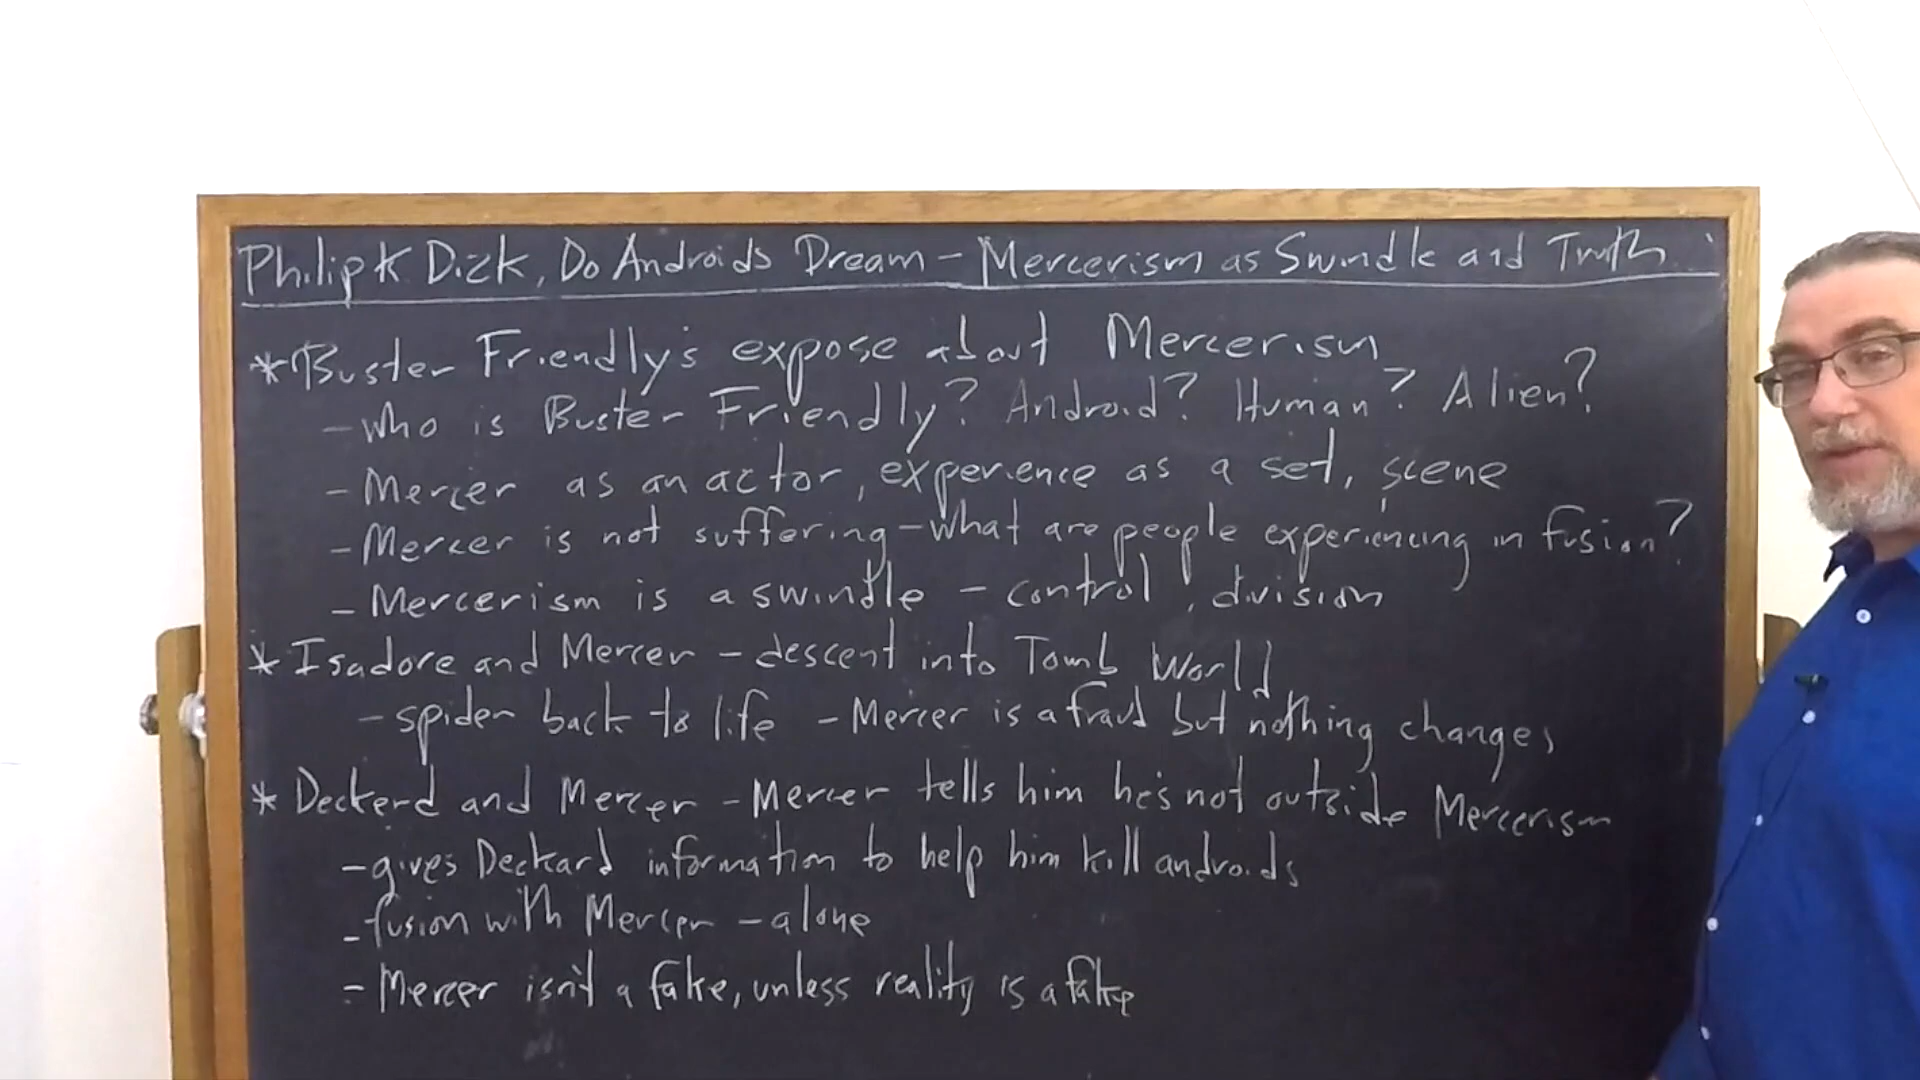 Philip K Dick, Do Androids Dream - Mercerism as Swindle and Truth
* Buster Friendly's expose about Mercerism
- who is Buster Friendly? Android? Human? Alien?
- Mercer as an actor, experience as a set, scene
- Mercer is not suffering - what are people experiencing in fusion?
- Mercerism is a swindle - control, division
* Isadore and Mercer - descent into Tomb World
- spider back to life - Mercer is a fraud but nothing changes
* Deckerd and Mercer - Mercer tells him he's not outside Mercerism
- gives Deckard information to help him kill androids
- fusion with Mercer - alone
- Mercer isn't a fake, unless reality is a fake